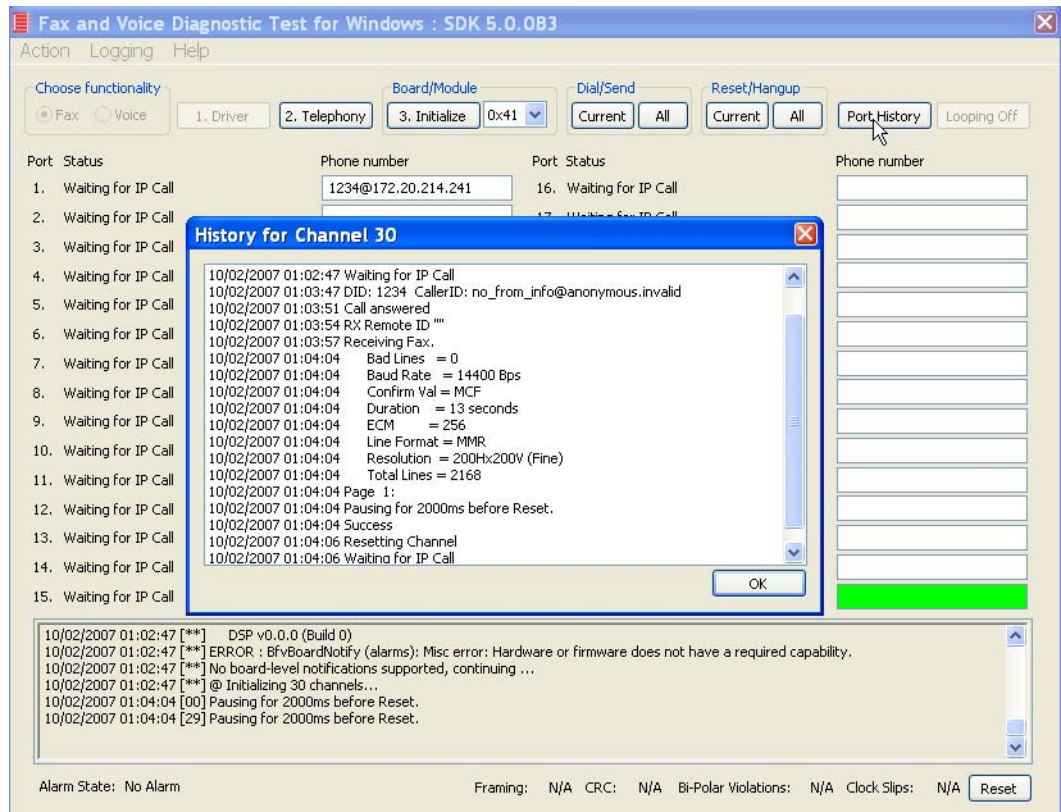 Fax and Voice Diagnostic Test for Windows : SDK 5.0.0B3
Action Logging Help
Choose functionality
Board/Module
Dial/Send
Reset/Hangup
Fax Voice 1. Driver 2. Telephony 3. Initialize 0x41 Current All Current All Port History Looping Off
Port Status Phone number Port Status Phone number
1. Waiting for IP Call 1234@172.20.214.241 16. Waiting for IP Call
2. Waiting for IP Call 17. Waiting for IP Call
3. Waiting for IP Call
4. Waiting for IP Call
5. Waiting for IP Call
6. Waiting for IP Call
7. Waiting for IP Call
8. Waiting for IP Call
9. Waiting for IP Call
10. Waiting for IP Call
11. Waiting for IP Call
12. Waiting for IP Call
13. Waiting for IP Call
14. Waiting for IP Call
15. Waiting for IP Call
History for Channel 30
10/02/2007 01:02:47 Waiting for IP Call
10/02/2007 01:03:47 DID: 1234 CallerID: no_from_info@anonymous.invalid
10/02/2007 01:03:51 Call answered
10/02/2007 01:03:54 RX Remote ID ""
10/02/2007 01:03:57 Receiving Fax.
10/02/2007 01:04:04 Bad Lines = 0
10/02/2007 01:04:04 Baud Rate = 14400 Bps
10/02/2007 01:04:04 Confirm Val = MCF
10/02/2007 01:04:04 Duration = 13 seconds
10/02/2007 01:04:04 ECM = 256
10/02/2007 01:04:04 Line Format = MMR
10/02/2007 01:04:04 Resolution = 200Hx200V (Fine)
10/02/2007 01:04:04 Total Lines = 2168
10/02/2007 01:04:04 Page 1:
10/02/2007 01:04:04 Pausing for 2000ms before Reset.
10/02/2007 01:04:04 Success
10/02/2007 01:04:06 Resetting Channel
10/02/2007 01:04:06 Waiting for IP Call
OK
10/02/2007 01:02:47 [**] DSP v0.0.0 (Build 0)
10/02/2007 01:02:47 [**] ERROR : BfvBoardNotify (alarms): Misc error: Hardware or firmware does not have a required capability.
10/02/2007 01:02:47 [**] No board-level notifications supported, continuing ...
10/02/2007 01:02:47 [**] @ Initializing 30 channels...
10/02/2007 01:04:04 [00] Pausing for 2000ms before Reset.
10/02/2007 01:04:04 [29] Pausing for 2000ms before Reset.
Alarm State: No Alarm Framing: N/A CRC: N/A Bi-Polar Violations: N/A Clock Slips: N/A Reset